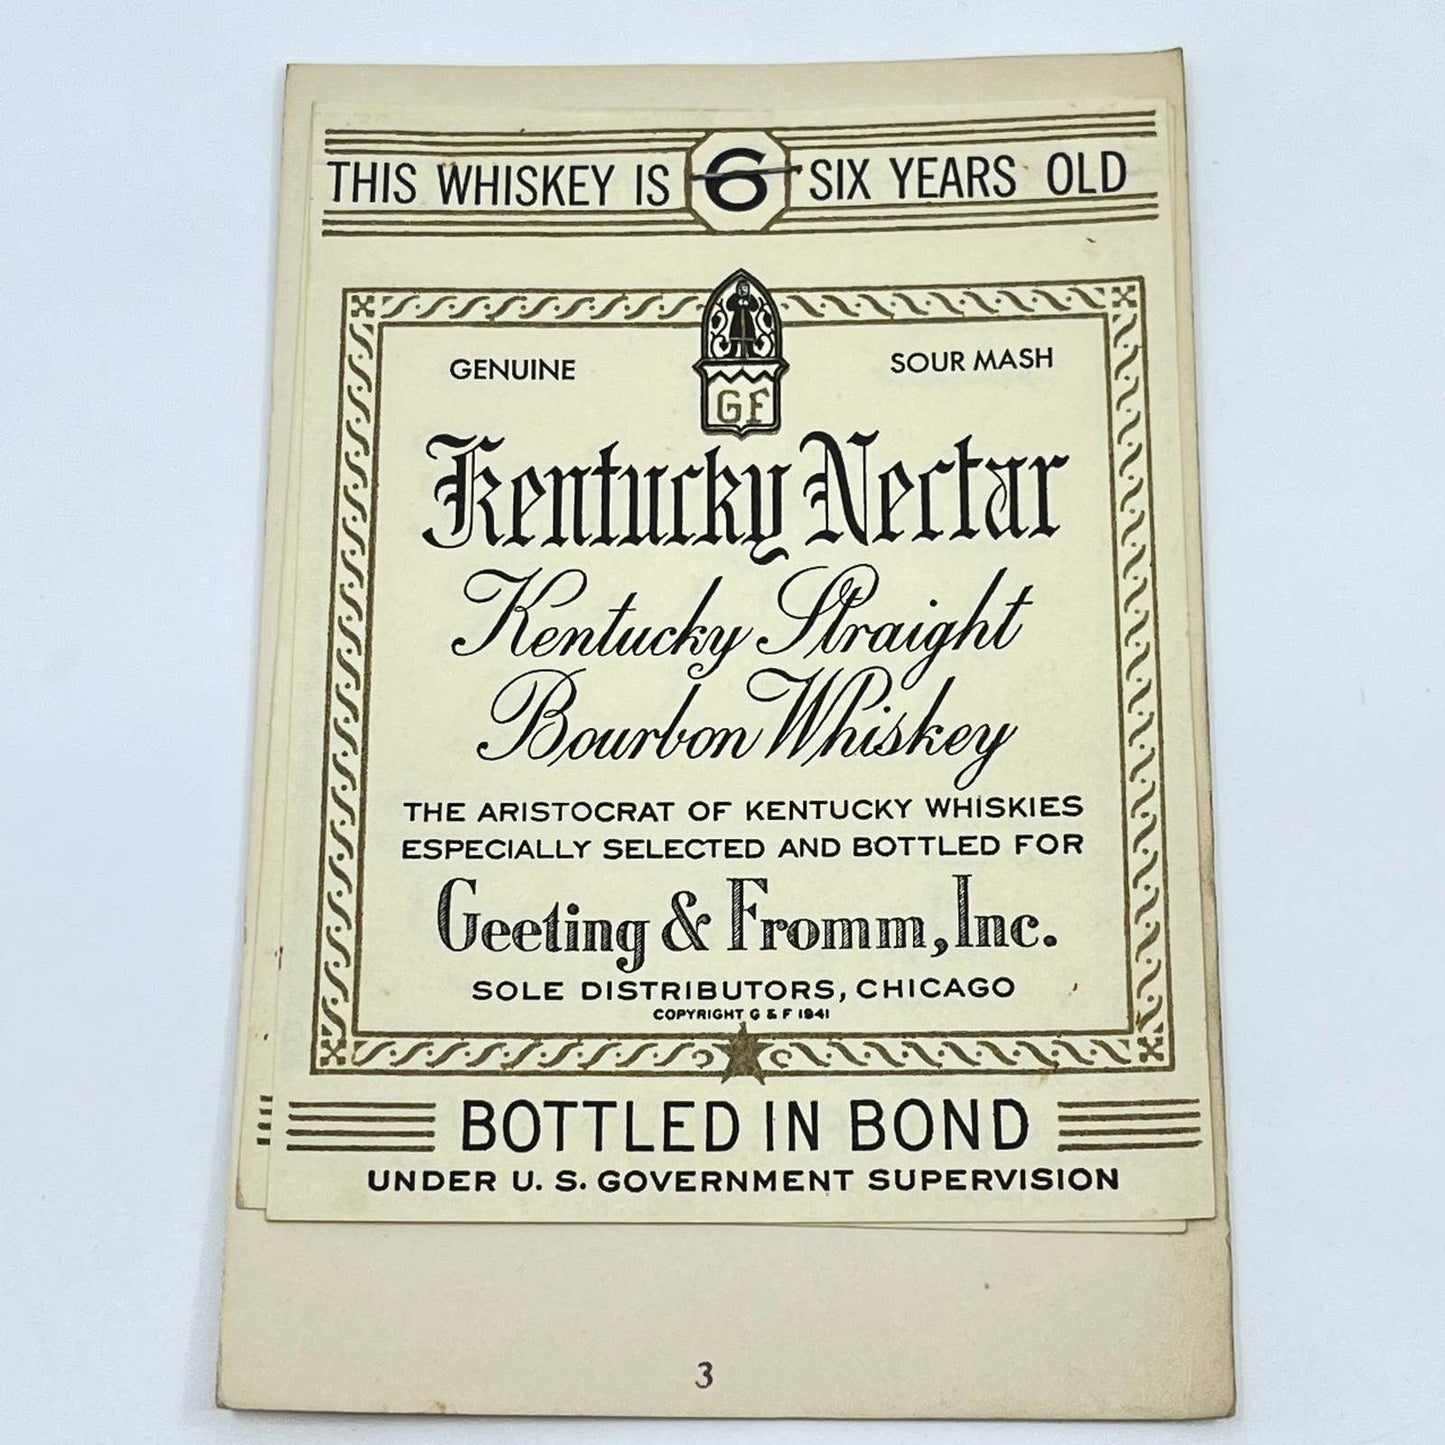 THIS WHISKEY IS 6 SIX YEARS OLD
GENUINE SOUR MASH
GF
Kentucky Nectar
Kentucky Straight
Bourbon Whiskey
THE ARISTOCRAT OF KENTUCKY WHISKIES
ESPECIALLY SELECTED AND BOTTLED FOR
Geeting & Fromm, Inc.
SOLE DISTRIBUTORS, CHICAGO
COPYRIGHT G & F 1941
BOTTLED IN BOND
UNDER U. S. GOVERNMENT SUPERVISION
3